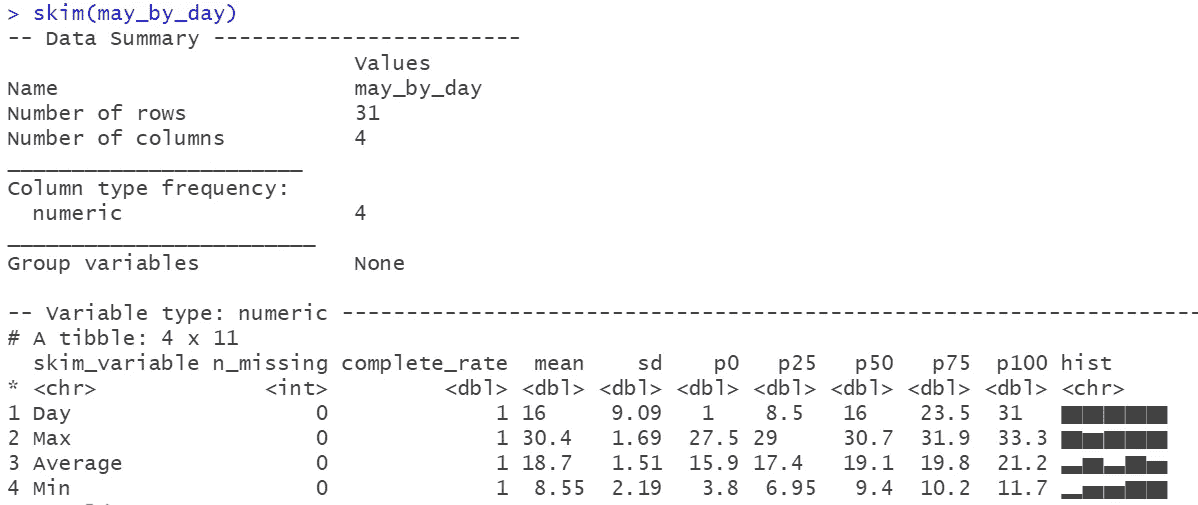 > skim(may_by_day)
-- Data Summary ------------------------
                           Values
Name                       may_by_day
Number of rows             31
Number of columns          4
_______________________
Column type frequency:
  numeric                  4
________________________
Group variables            None

-- Variable type: numeric --------------------------------------------------------------------
# A tibble: 4 x 11
  skim_variable n_missing complete_rate  mean    sd    p0   p25   p50   p75  p100 hist
* <chr>             <int>         <dbl> <dbl> <dbl> <dbl> <dbl> <dbl> <dbl> <dbl> <chr>
1 Day                   0             1 16     9.09   1    8.5   16    23.5  31   ▇▇▇▇▇
2 Max                   0             1 30.4   1.69  27.5 29     30.7  31.9  33.3 ▇▆▇▇▇
3 Average               0             1 18.7   1.51  15.9 17.4   19.1  19.8  21.2 ▃▆▃▇▅
4 Min                   0             1  8.55  2.19   3.8  6.95   9.4  10.2  11.7 ▂▅▅▇▇